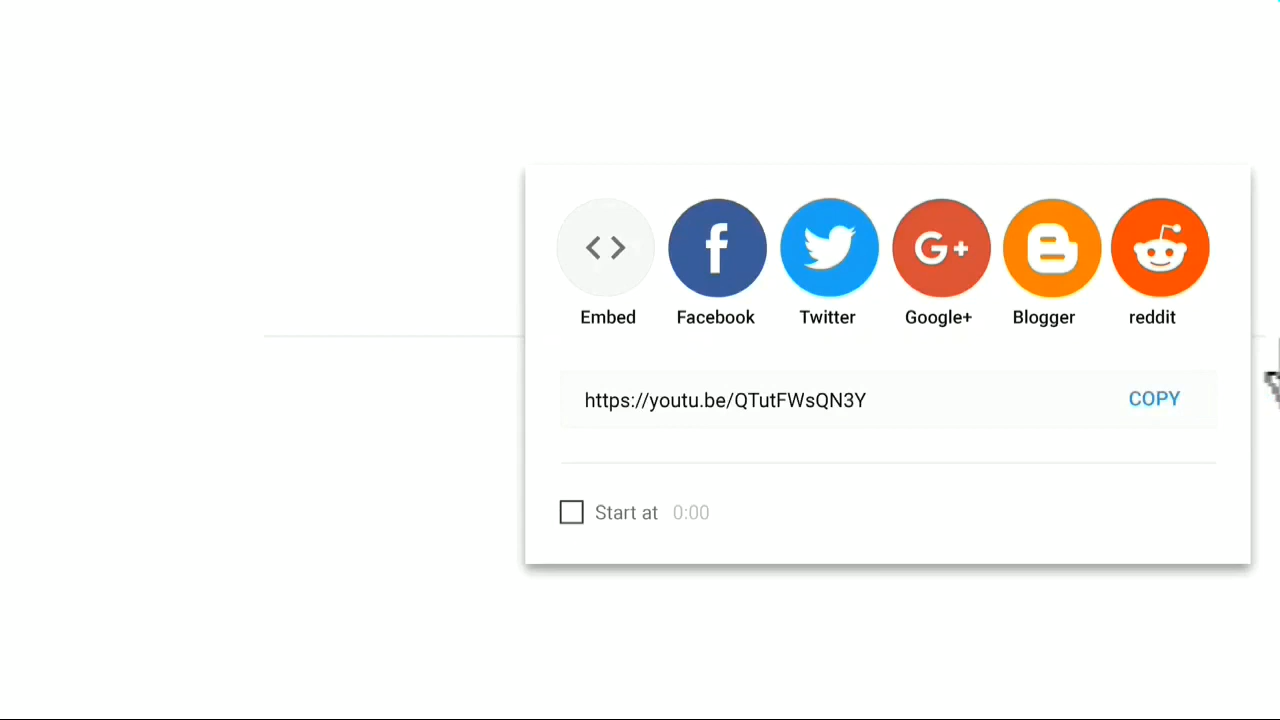 Embed Facebook Twitter Google+ Blogger reddit
https://youtu.be/QTutFWsQN3Y COPY
Start at 0:00